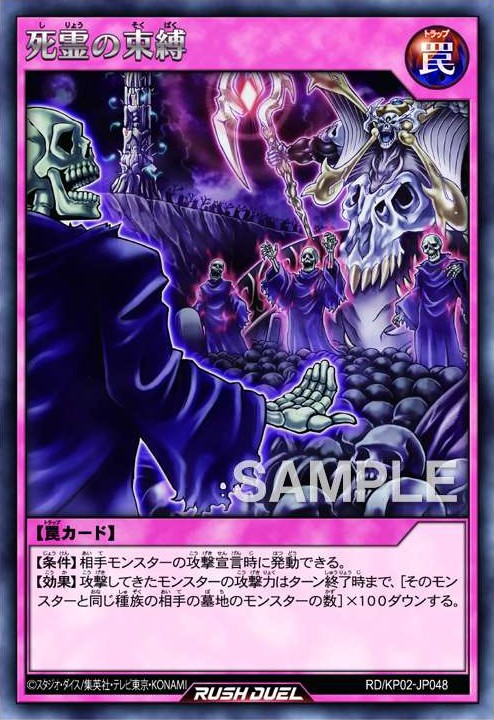 死霊の束縛
罠
SAMPLE
【罠カード】
【条件】相手モンスターの攻撃宣言時に発動できる。
【効果】攻撃してきたモンスターの攻撃力はターン終了時まで、［そのモン
スターと同じ種族の相手の墓地のモンスターの数］×100ダウンする。
©スタジオ・ダイス/集英社・テレビ東京・KONAMI
RUSH DUEL
RD/KP02-JP048